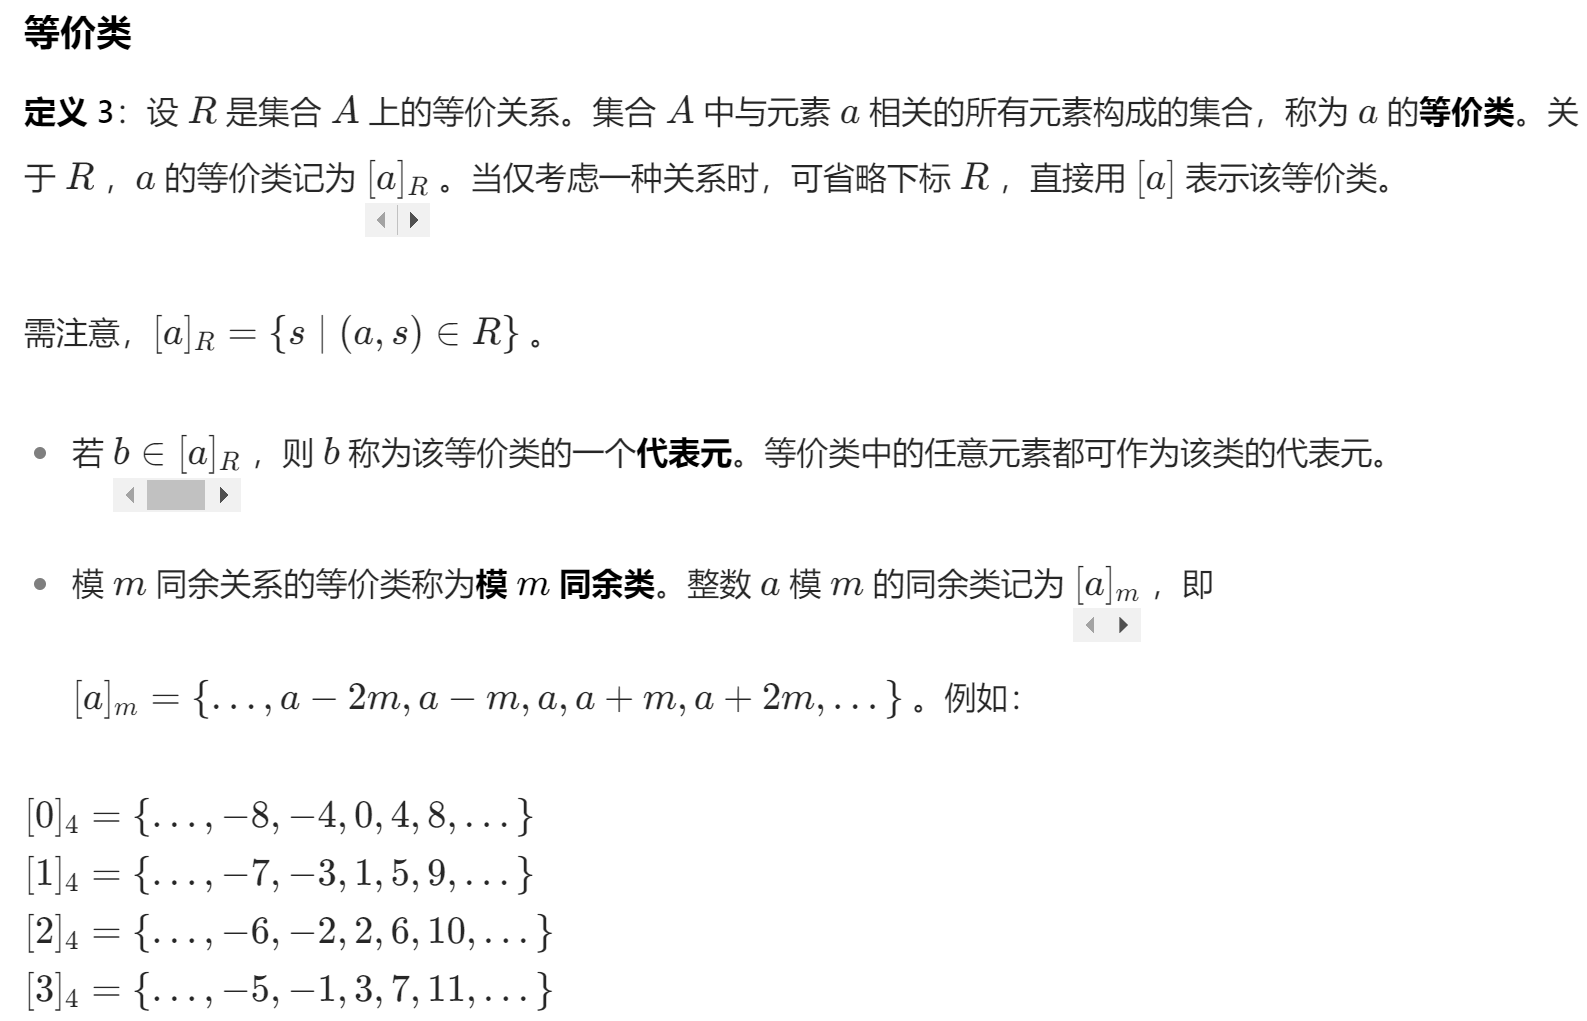 等价类
定义 3：设 R 是集合 A 上的等价关系。集合 A 中与元素 a 相关的所有元素构成的集合，称为 a 的等价类。关
于 R ，a 的等价类记为 [a]_R 。当仅考虑一种关系时，可省略下标 R ，直接用 [a] 表示该等价类。
需注意，[a]_R = {s | (a, s) ∈ R} 。
• 若 b ∈ [a]_R ，则 b 称为该等价类的一个代表元。等价类中的任意元素都可作为该类的代表元。
• 模 m 同余关系的等价类称为模 m 同余类。整数 a 模 m 的同余类记为 [a]_m ，即
[a]_m = {…, a − 2m, a − m, a, a + m, a + 2m, …} 。例如：
[0]_4 = {…, −8, −4, 0, 4, 8, …}
[1]_4 = {…, −7, −3, 1, 5, 9, …}
[2]_4 = {…, −6, −2, 2, 6, 10, …}
[3]_4 = {…, −5, −1, 3, 7, 11, …}